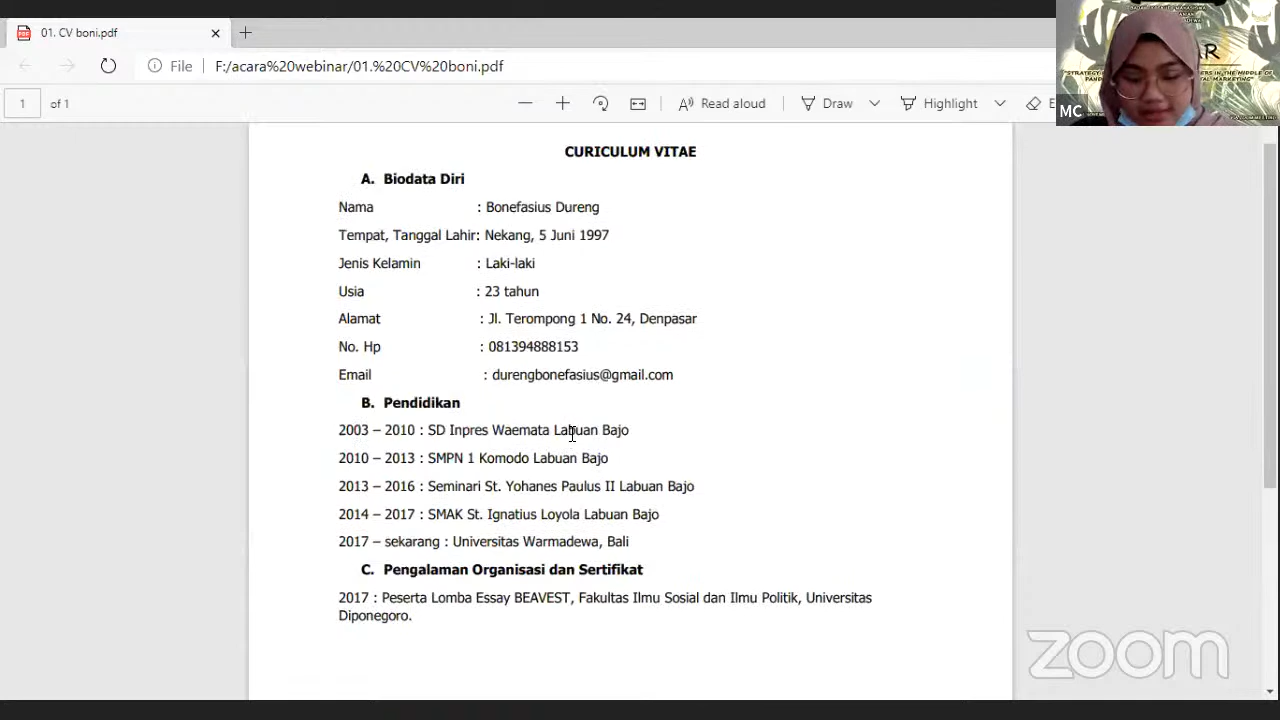 01. CV boni.pdf
File F:/acara%20webinar/01.%20CV%20boni.pdf
1 of 1 Read aloud Draw Highlight
MC
CURICULUM VITAE
A. Biodata Diri
Nama : Bonefasius Dureng
Tempat, Tanggal Lahir: Nekang, 5 Juni 1997
Jenis Kelamin : Laki-laki
Usia : 23 tahun
Alamat : Jl. Terompong 1 No. 24, Denpasar
No. Hp : 081394888153
Email : durengbonefasius@gmail.com
B. Pendidikan
2003 – 2010 : SD Inpres Waemata Labuan Bajo
2010 – 2013 : SMPN 1 Komodo Labuan Bajo
2013 – 2016 : Seminari St. Yohanes Paulus II Labuan Bajo
2014 – 2017 : SMAK St. Ignatius Loyola Labuan Bajo
2017 – sekarang : Universitas Warmadewa, Bali
C. Pengalaman Organisasi dan Sertifikat
2017 : Peserta Lomba Essay BEAVEST, Fakultas Ilmu Sosial dan Ilmu Politik, Universitas
Diponegoro.
zoom